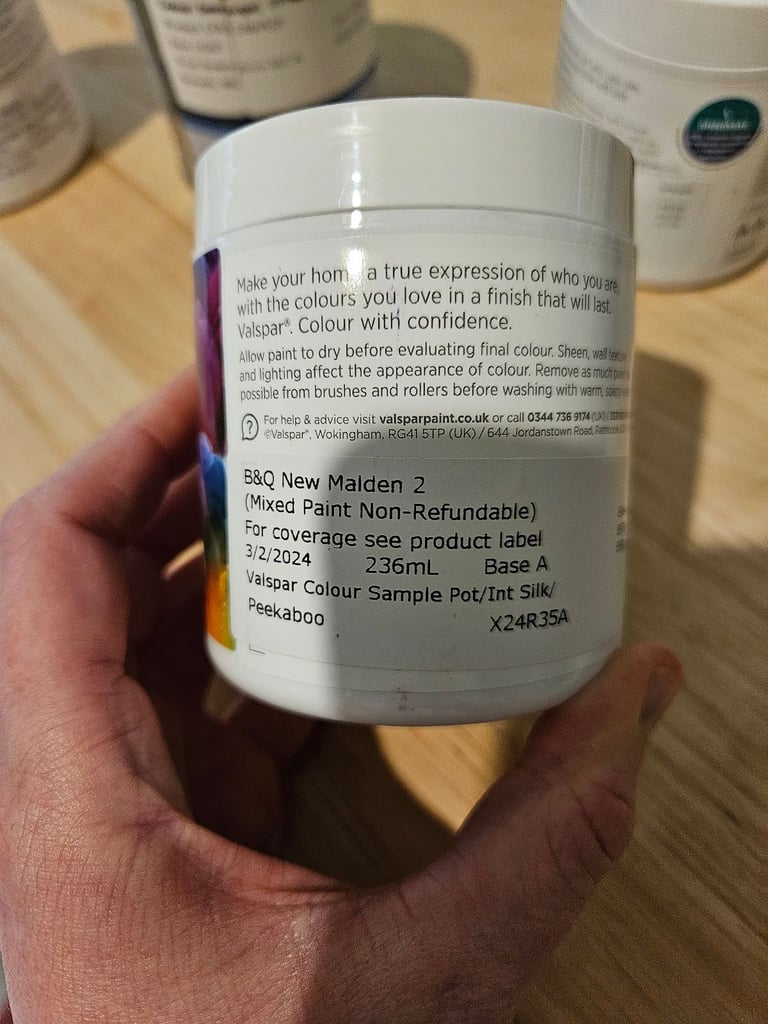 Make your hom a true expression of who you are,
with the colours you love in a finish that will last.
Valspar®. Colour with confidence.
Allow paint to dry before evaluating final colour. Sheen, wall
and lighting affect the appearance of colour. Remove as much
possible from brushes and rollers before washing with warm,
? For help & advice visit valsparpaint.co.uk or call 0344 736 9174 (UK) /
©Valspar®, Wokingham, RG41 5TP (UK) / 644 Jordanstown Road,
B&Q New Malden 2
(Mixed Paint Non-Refundable)
For coverage see product label
3/2/2024 236mL Base A
Valspar Colour Sample Pot/Int Silk/
Peekaboo X24R35A